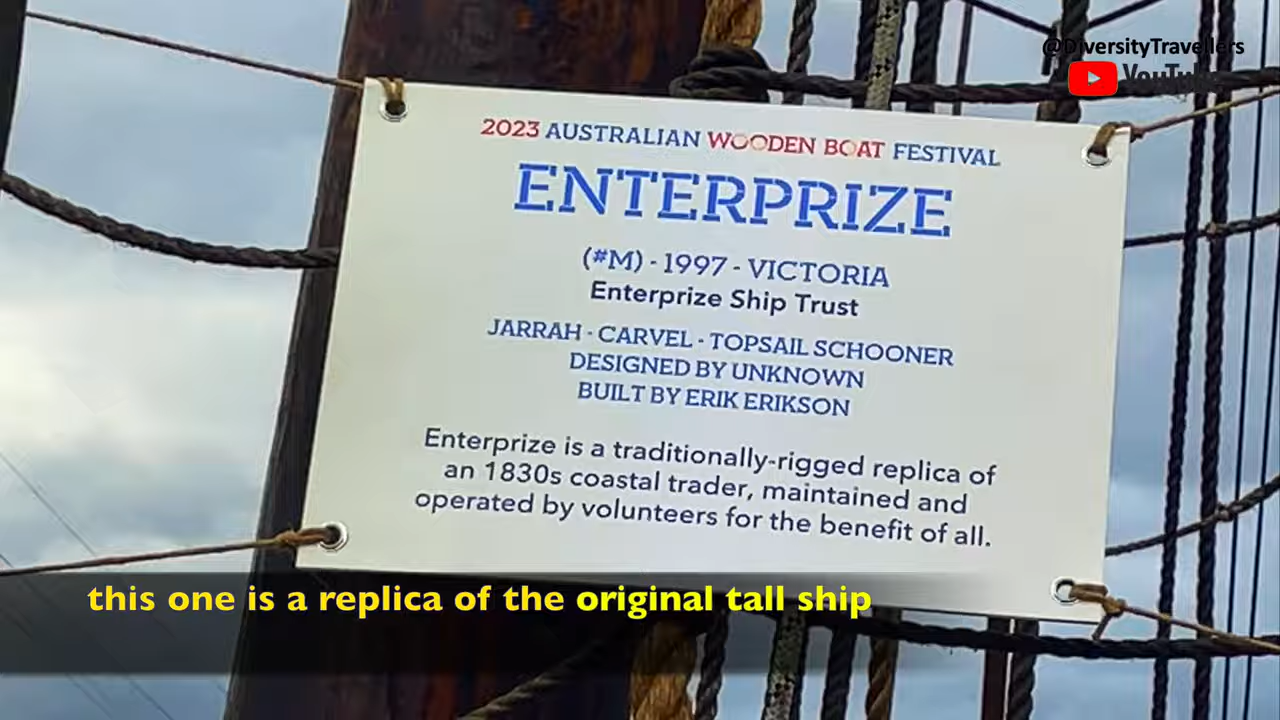 @DiversityTravellers
YouTube
2023 AUSTRALIAN WOODEN BOAT FESTIVAL
ENTERPRIZE
(#M) - 1997 - VICTORIA
Enterprize Ship Trust
JARRAH - CARVEL - TOPSAIL SCHOONER
DESIGNED BY UNKNOWN
BUILT BY ERIK ERIKSON
Enterprize is a traditionally-rigged replica of
an 1830s coastal trader, maintained and
operated by volunteers for the benefit of all.
this one is a replica of the original tall ship